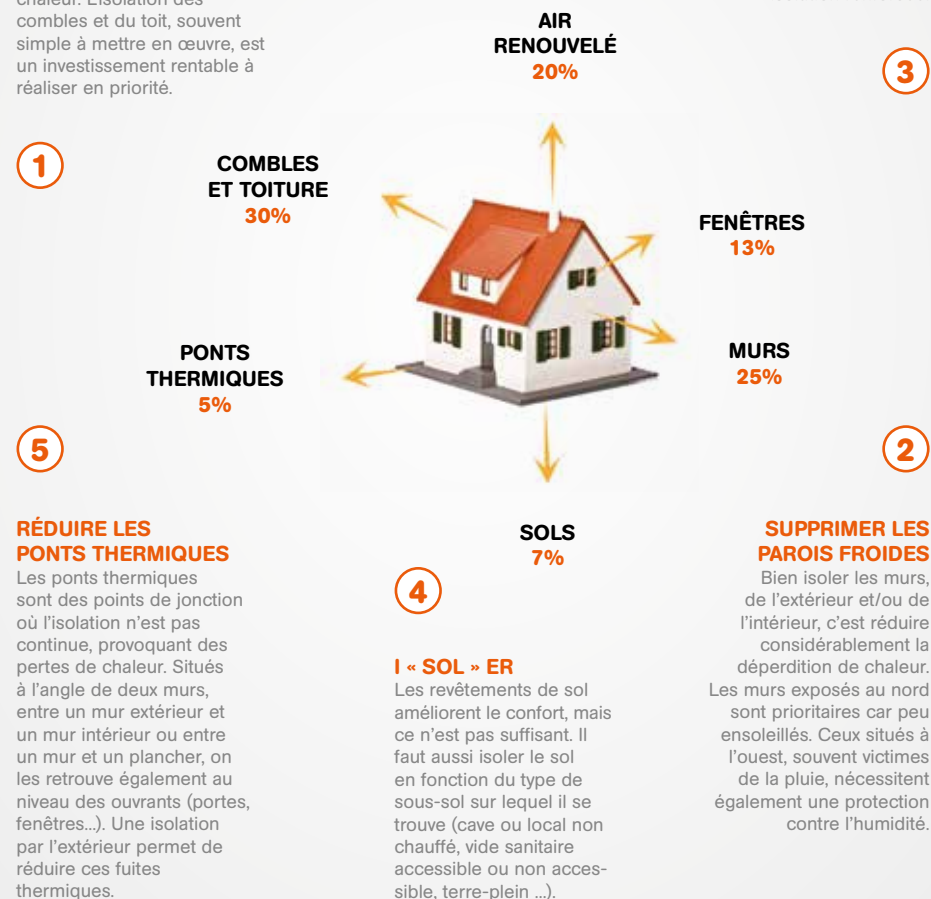 combles et du toit, souvent
simple à mettre en œuvre, est
un investissement rentable à
réaliser en priorité.
1
AIR
RENOUVELÉ
20%
3
COMBLES
ET TOITURE
30%
FENÊTRES
13%
PONTS
THERMIQUES
5%
MURS
25%
SOLS
7%
5
RÉDUIRE LES
PONTS THERMIQUES
Les ponts thermiques
sont des points de jonction
où l'isolation n'est pas
continue, provoquant des
pertes de chaleur. Situés
à l'angle de deux murs,
entre un mur extérieur et
un mur intérieur ou entre
un mur et un plancher, on
les retrouve également au
niveau des ouvrants (portes,
fenêtres...). Une isolation
par l'extérieur permet de
réduire ces fuites
thermiques.
4
I « SOL » ER
Les revêtements de sol
améliorent le confort, mais
ce n'est pas suffisant. Il
faut aussi isoler le sol
en fonction du type de
sous-sol sur lequel il se
trouve (cave ou local non
chauffé, vide sanitaire
accessible ou non acces-
sible, terre-plein ...).
2
SUPPRIMER LES
PAROIS FROIDES
Bien isoler les murs,
de l'extérieur et/ou de
l'intérieur, c'est réduire
considérablement la
déperdition de chaleur.
Les murs exposés au nord
sont prioritaires car peu
ensoleillés. Ceux situés à
l'ouest, souvent victimes
de la pluie, nécessitent
également une protection
contre l'humidité.